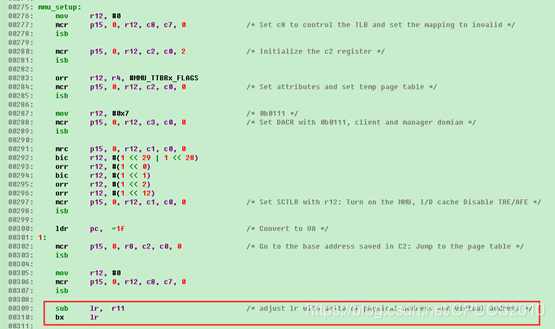 00275: mmu_setup:
00276: mov r12, #0
00277: mcr p15, 0, r12, c8, c7, 0 /* Set c8 to control the TLB and set the mapping to invalid */
00278: isb
00279:
00280: mcr p15, 0, r12, c2, c0, 2 /* Initialize the c2 register */
00281: isb
00282:
00283: orr r12, r4, #MMU_TTBRx_FLAGS
00284: mcr p15, 0, r12, c2, c0, 0 /* Set attributes and set temp page table */
00285: isb
00286:
00287: mov r12, #0x7 /* 0b0111 */
00288: mcr p15, 0, r12, c3, c0, 0 /* Set DACR with 0b0111, client and manager domian */
00289: isb
00290:
00291: mrc p15, 0, r12, c1, c0, 0
00292: bic r12, #(1 << 29 | 1 << 28)
00293: orr r12, #(1 << 0)
00294: bic r12, #(1 << 1)
00295: orr r12, #(1 << 2)
00296: orr r12, #(1 << 12)
00297: mcr p15, 0, r12, c1, c0, 0 /* Set SCTLR with r12: Turn on the MMU, I/D cache Disable TRE/AFE */
00298: isb
00299:
00300: ldr pc, =1f /* Convert to VA */
00301: 1:
00302: mcr p15, 0, r8, c2, c0, 0 /* Go to the base address saved in C2: Jump to the page table */
00303: isb
00304:
00305: mov r12, #0
00306: mcr p15, 0, r12, c8, c7, 0
00307: isb
00308:
00309: sub lr, r11 /* adjust lr with delta of physical address and virtual address */
00310: bx lr
00311: